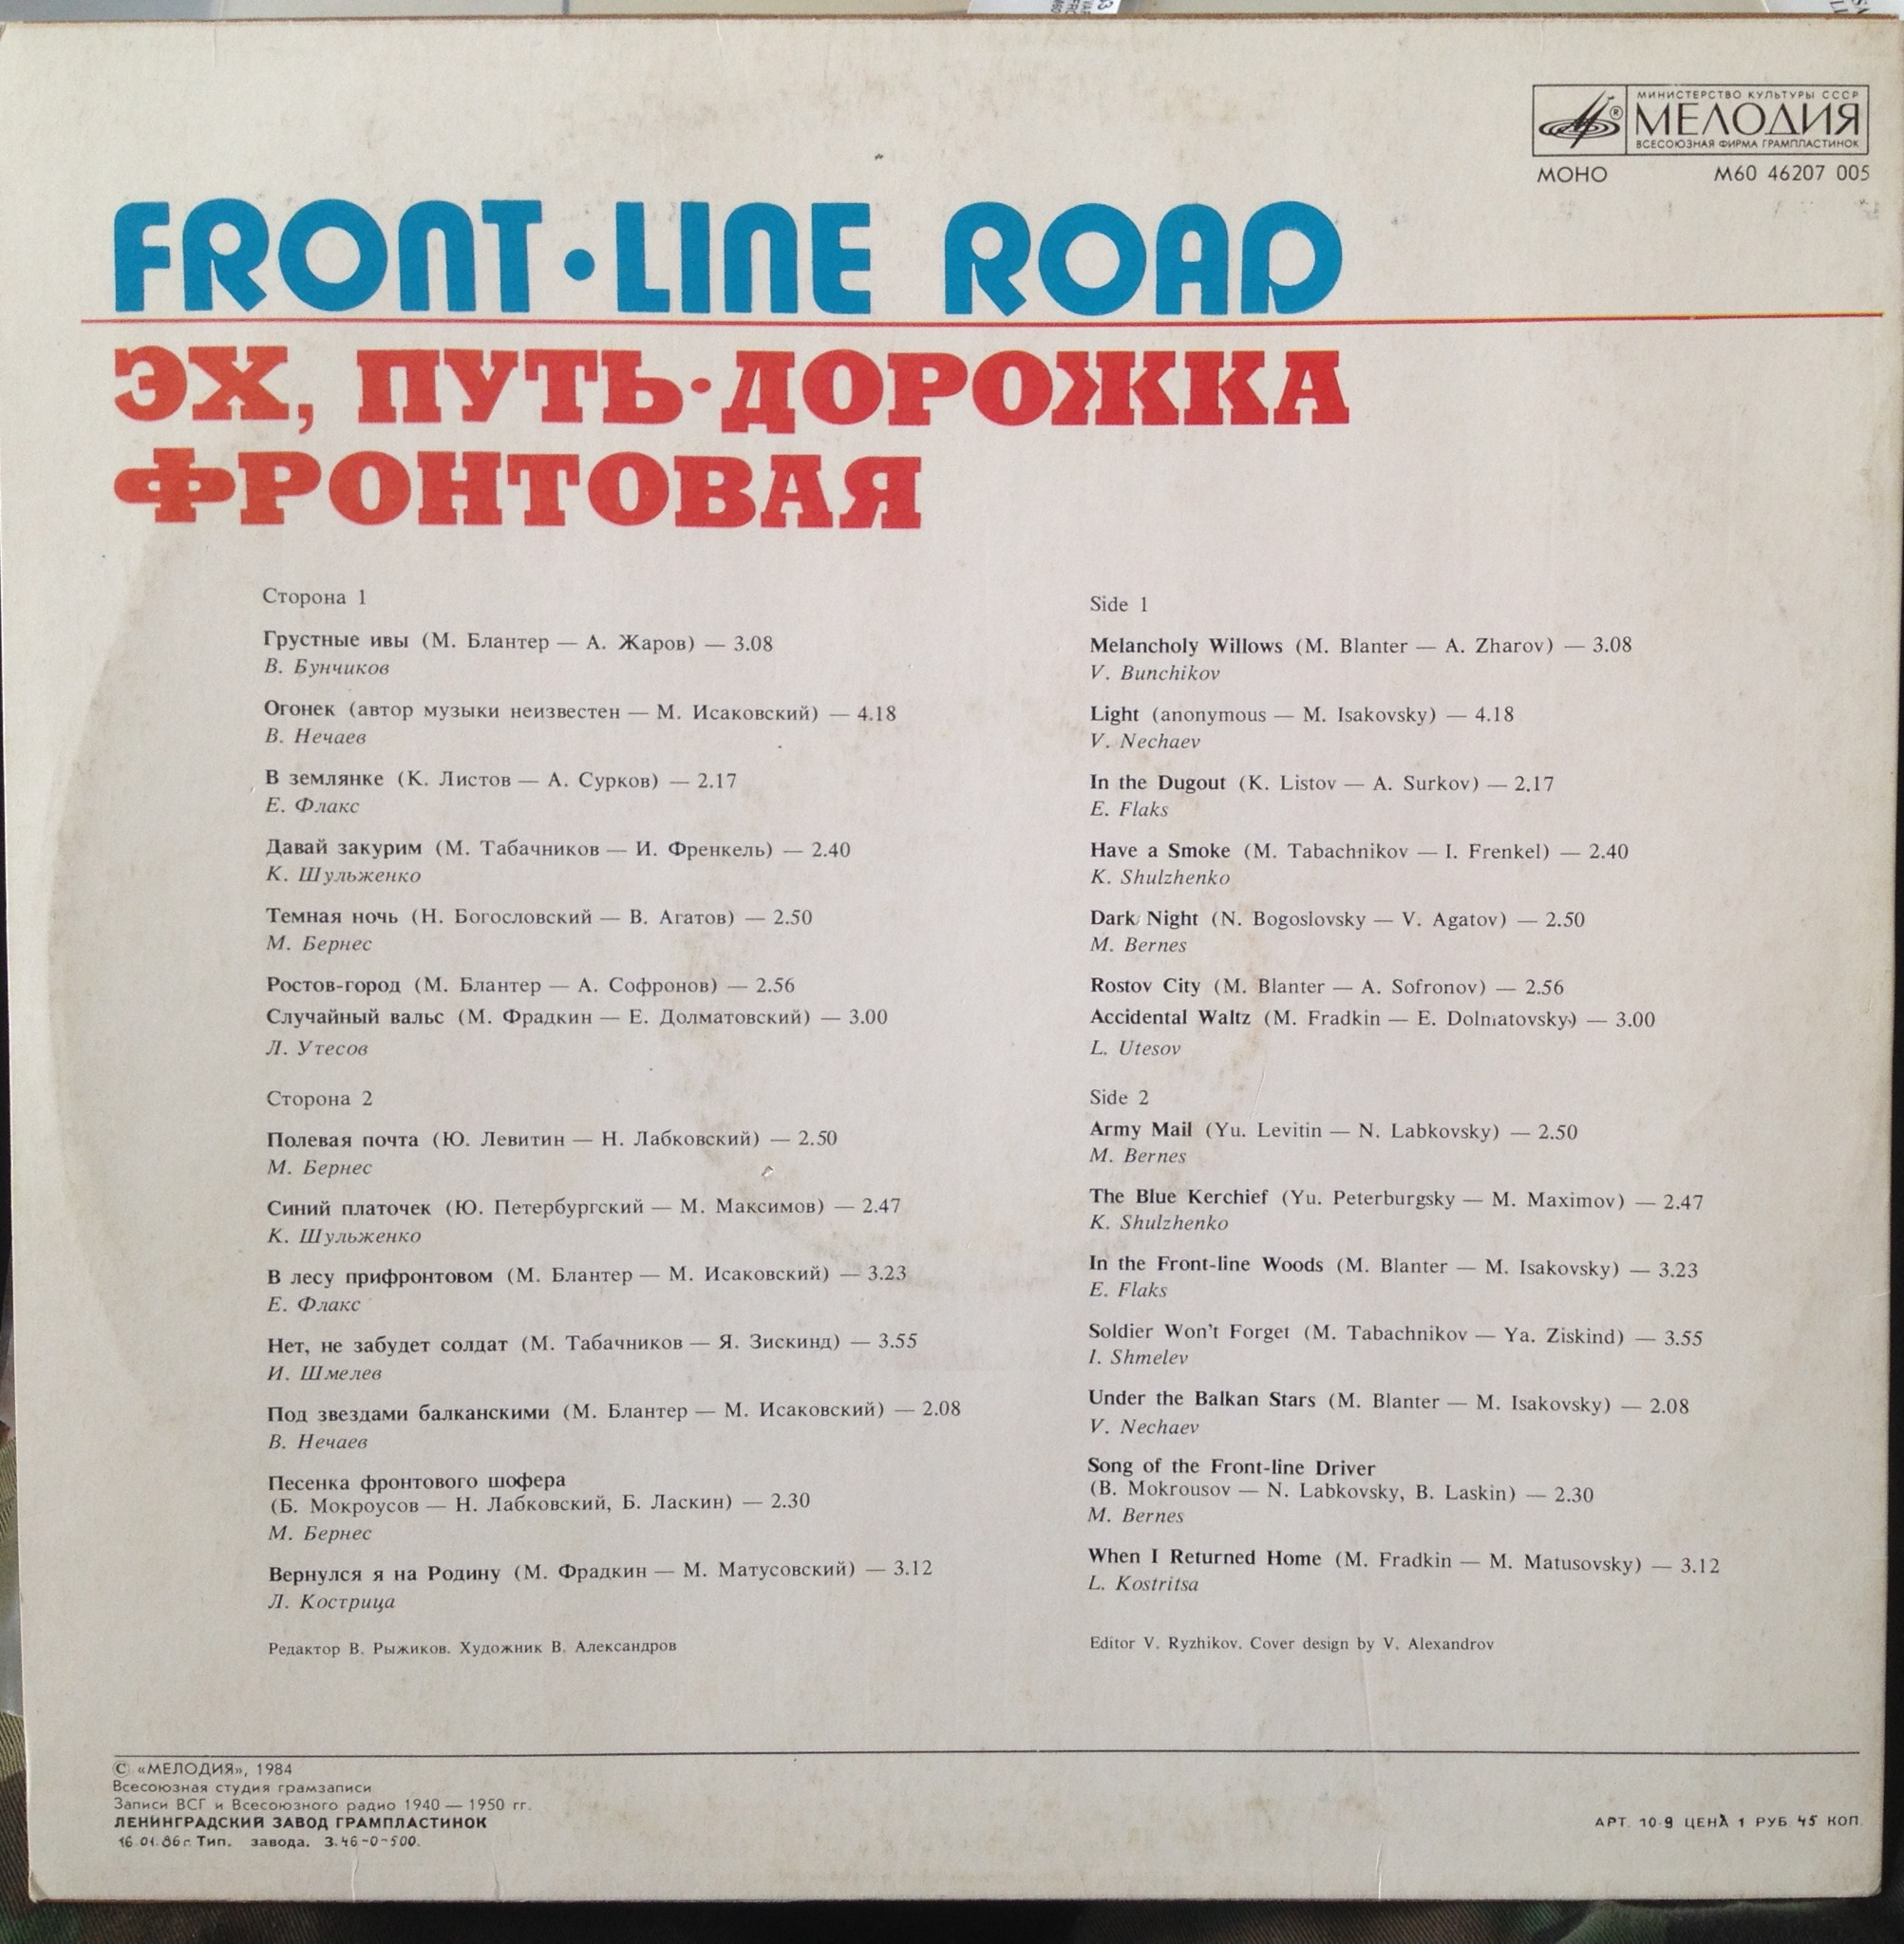 МИНИСТЕРСТВО КУЛЬТУРЫ СССР
МЕЛОДИЯ
ВСЕСОЮЗНАЯ ФИРМА ГРАМПЛАСТИНОК
МОНО М60 46207 005
FRONT·LINE ROAD
ЭХ, ПУТЬ-ДОРОЖКА
ФРОНТОВАЯ
Сторона 1
Грустные ивы (М. Блантер — А. Жаров) — 3.08
В. Бунчиков
Огонек (автор музыки неизвестен — М. Исаковский) — 4.18
В. Нечаев
В землянке (К. Листов — А. Сурков) — 2.17
Е. Флакс
Давай закурим (М. Табачников — И. Френкель) — 2.40
К. Шульженко
Темная ночь (Н. Богословский — В. Агатов) — 2.50
М. Бернес
Ростов-город (М. Блантер — А. Софронов) — 2.56
Случайный вальс (М. Фрадкин — Е. Долматовский) — 3.00
Л. Утесов
Сторона 2
Полевая почта (Ю. Левитин — Н. Лабковский) — 2.50
М. Бернес
Синий платочек (Ю. Петербургский — М. Максимов) — 2.47
К. Шульженко
В лесу прифронтовом (М. Блантер — М. Исаковский) — 3.23
Е. Флакс
Нет, не забудет солдат (М. Табачников — Я. Зискинд) — 3.55
И. Шмелев
Под звездами балканскими (М. Блантер — М. Исаковский) — 2.08
В. Нечаев
Песенка фронтового шофера
(Б. Мокроусов — Н. Лабковский, Б. Ласкин) — 2.30
М. Бернес
Вернулся я на Родину (М. Фрадкин — М. Матусовский) — 3.12
Л. Кострица
Редактор В. Рыжиков. Художник В. Александров
Side 1
Melancholy Willows (M. Blanter — A. Zharov) — 3.08
V. Bunchikov
Light (anonymous — M. Isakovsky) — 4.18
V. Nechaev
In the Dugout (K. Listov — A. Surkov) — 2.17
E. Flaks
Have a Smoke (M. Tabachnikov — I. Frenkel) — 2.40
K. Shulzhenko
Dark Night (N. Bogoslovsky — V. Agatov) — 2.50
M. Bernes
Rostov City (M. Blanter — A. Sofronov) — 2.56
Accidental Waltz (M. Fradkin — E. Dolmatovsky) — 3.00
L. Utesov
Side 2
Army Mail (Yu. Levitin — N. Labkovsky) — 2.50
M. Bernes
The Blue Kerchief (Yu. Peterburgsky — M. Maximov) — 2.47
K. Shulzhenko
In the Front-line Woods (M. Blanter — M. Isakovsky) — 3.23
E. Flaks
Soldier Won't Forget (M. Tabachnikov — Ya. Ziskind) — 3.55
I. Shmelev
Under the Balkan Stars (M. Blanter — M. Isakovsky) — 2.08
V. Nechaev
Song of the Front-line Driver
(B. Mokrousov — N. Labkovsky, B. Laskin) — 2.30
M. Bernes
When I Returned Home (M. Fradkin — M. Matusovsky) — 3.12
L. Kostritsa
Editor V. Ryzhikov. Cover design by V. Alexandrov
© «МЕЛОДИЯ», 1984
Всесоюзная студия грамзаписи
Записи ВСГ и Всесоюзного радио 1940 — 1950 гг.
ЛЕНИНГРАДСКИЙ ЗАВОД ГРАМПЛАСТИНОК
16.01.86г. Тип. завода. З.46-0-500.
АРТ. 10-9 ЦЕНА 1 РУБ. 45 КОП.